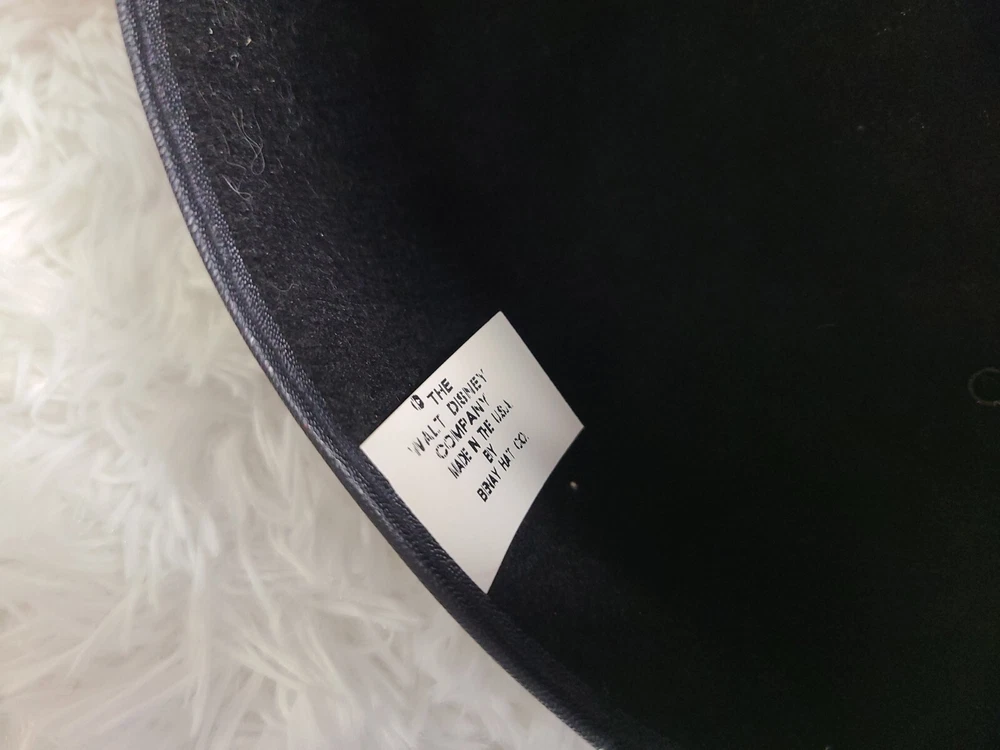 © THE
WALT DISNEY
COMPANY
MADE IN THE U.S.A.
BY
BRAY HAT CO.